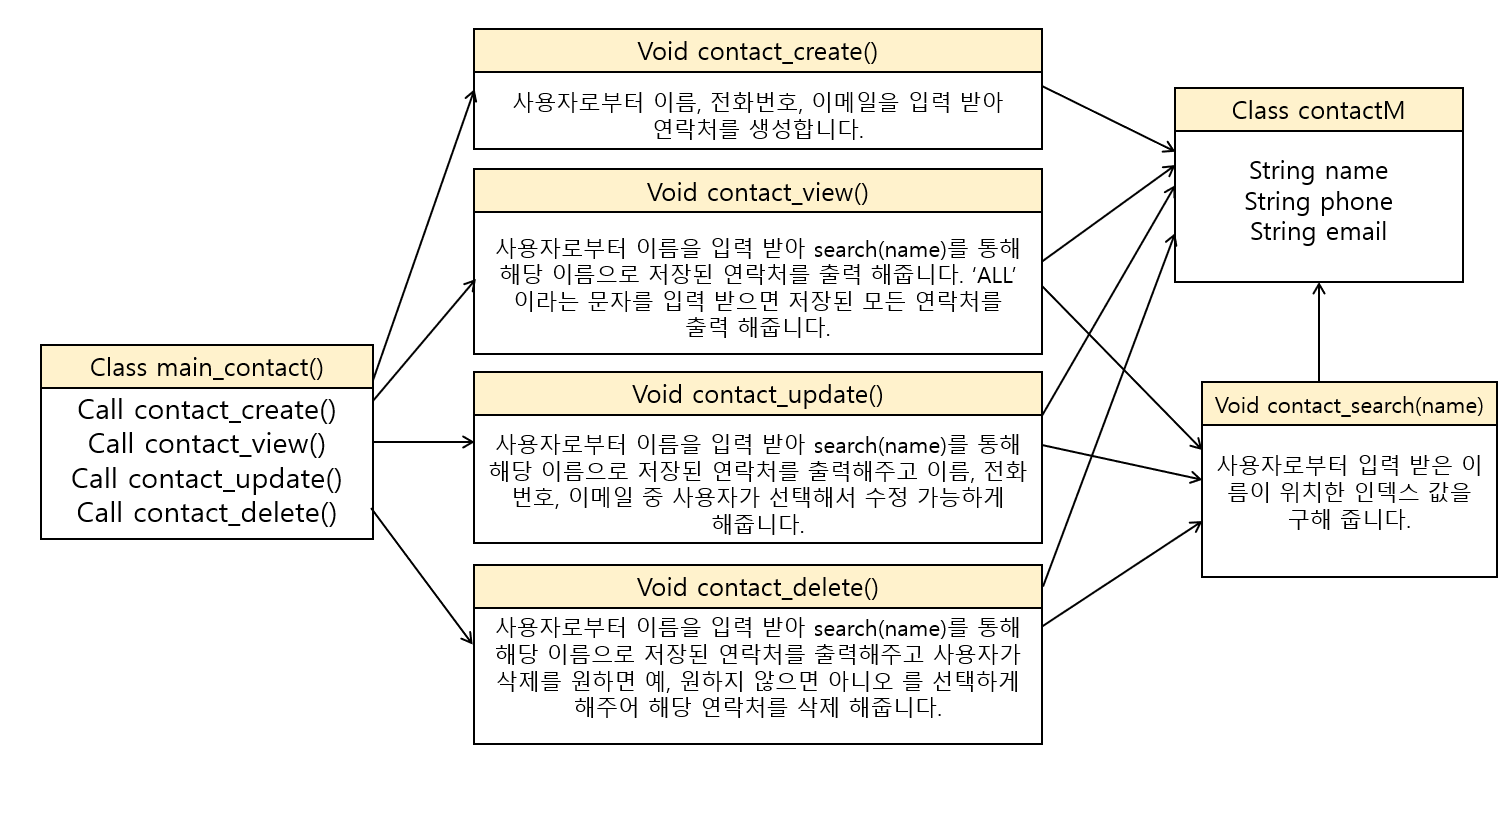 Void contact_create()
사용자로부터 이름, 전화번호, 이메일을 입력 받아
연락처를 생성합니다.
Void contact_view()
사용자로부터 이름을 입력 받아 search(name)를 통해
해당 이름으로 저장된 연락처를 출력 해줍니다. ‘ALL’
이라는 문자를 입력 받으면 저장된 모든 연락처를
출력 해줍니다.
Class main_contact()
Call contact_create()
Call contact_view()
Call contact_update()
Call contact_delete()
Void contact_update()
사용자로부터 이름을 입력 받아 search(name)를 통해
해당 이름으로 저장된 연락처를 출력해주고 이름, 전화
번호, 이메일 중 사용자가 선택해서 수정 가능하게
해줍니다.
Void contact_delete()
사용자로부터 이름을 입력 받아 search(name)를 통해
해당 이름으로 저장된 연락처를 출력해주고 사용자가
삭제를 원하면 예, 원하지 않으면 아니오 를 선택하게
해주어 해당 연락처를 삭제 해줍니다.
Class contactM
String name
String phone
String email
Void contact_search(name)
사용자로부터 입력 받은 이
름이 위치한 인덱스 값을
구해 줍니다.